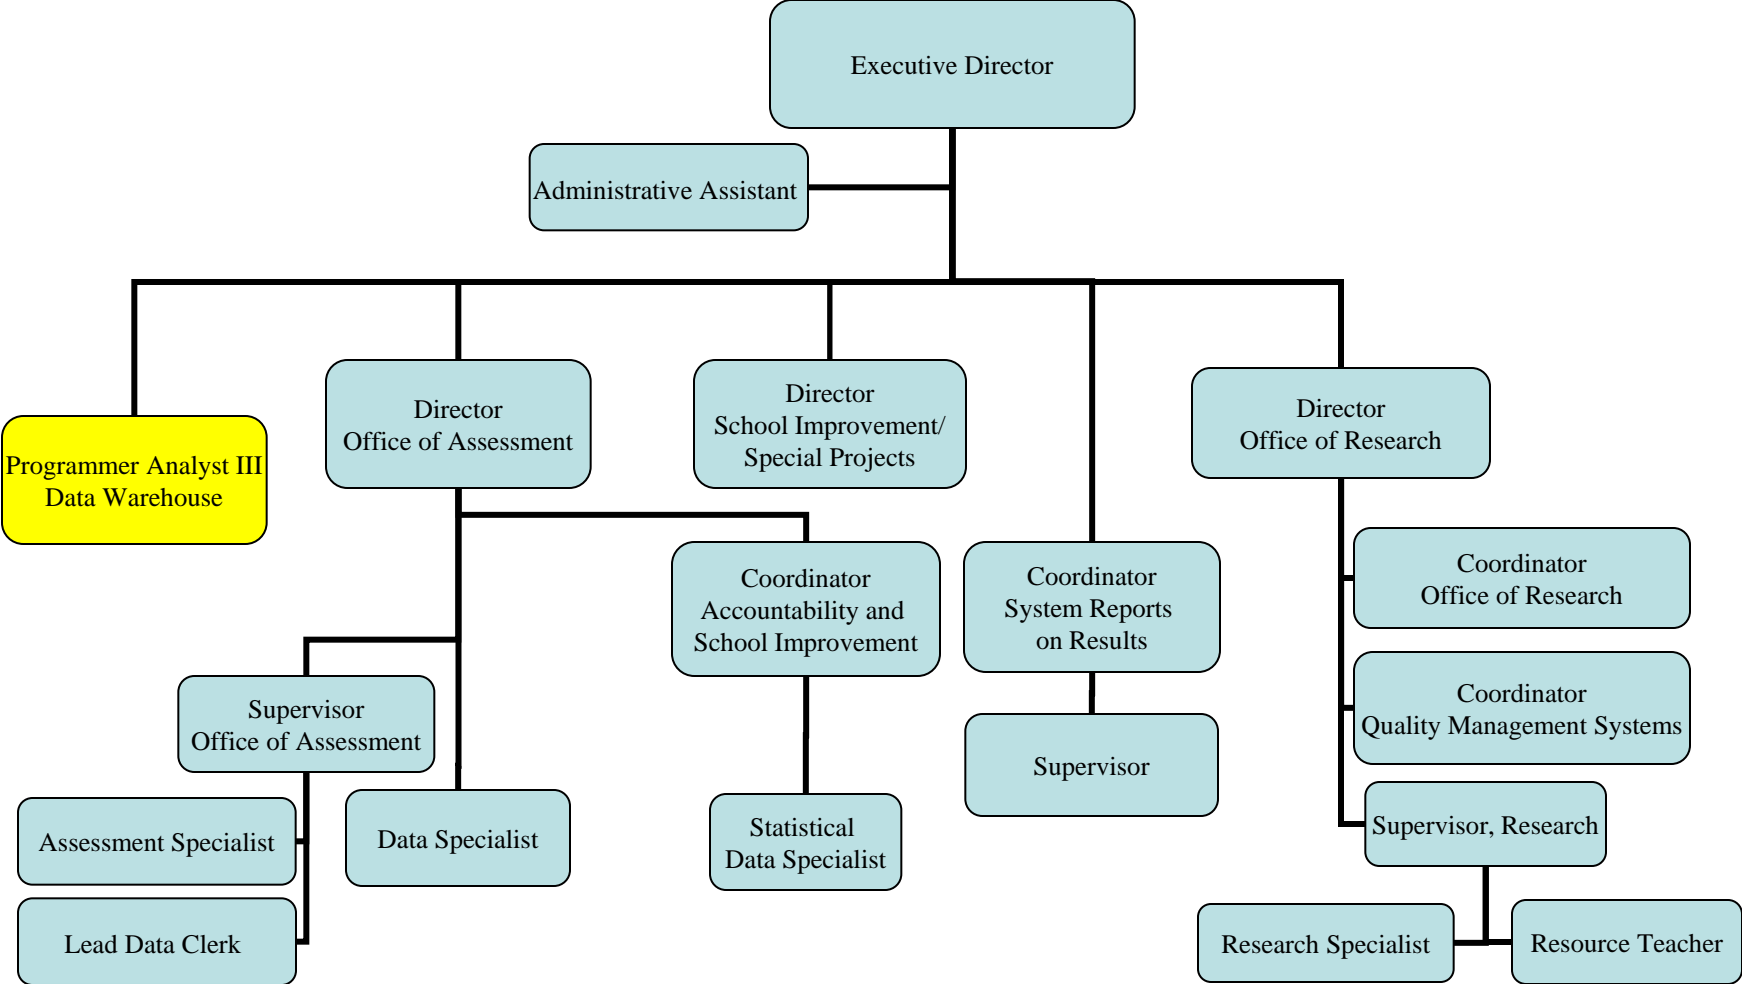 Executive Director
Administrative Assistant
Programmer Analyst III
Data Warehouse
Director
Office of Assessment
Director
School Improvement/
Special Projects
Director
Office of Research
Coordinator
Accountability and
School Improvement
Coordinator
System Reports
on Results
Coordinator
Office of Research
Coordinator
Quality Management Systems
Supervisor
Office of Assessment
Supervisor
Supervisor, Research
Assessment Specialist
Data Specialist
Statistical
Data Specialist
Lead Data Clerk
Research Specialist
Resource Teacher